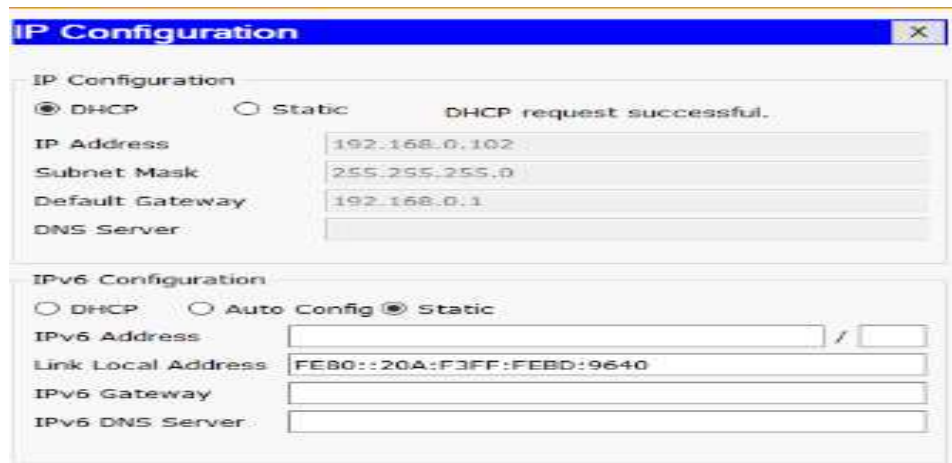 IP Configuration
IP Configuration
DHCP Static DHCP request successful.
IP Address 192.168.0.102
Subnet Mask 255.255.255.0
Default Gateway 192.168.0.1
DNS Server
IPv6 Configuration
DHCP Auto Config Static
IPv6 Address /
Link Local Address FE80::20A:F3FF:FEBD:9640
IPv6 Gateway
IPv6 DNS Server